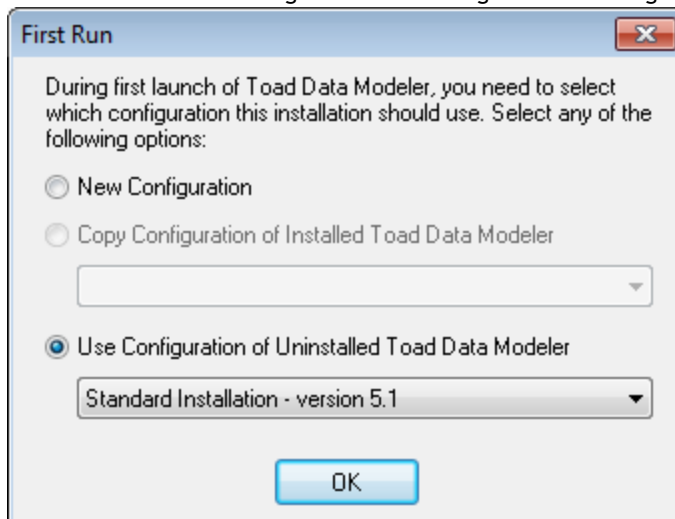 First Run
During first launch of Toad Data Modeler, you need to select
which configuration this installation should use. Select any of the
following options:
New Configuration
Copy Configuration of Installed Toad Data Modeler
Use Configuration of Uninstalled Toad Data Modeler
Standard Installation - version 5.1
OK